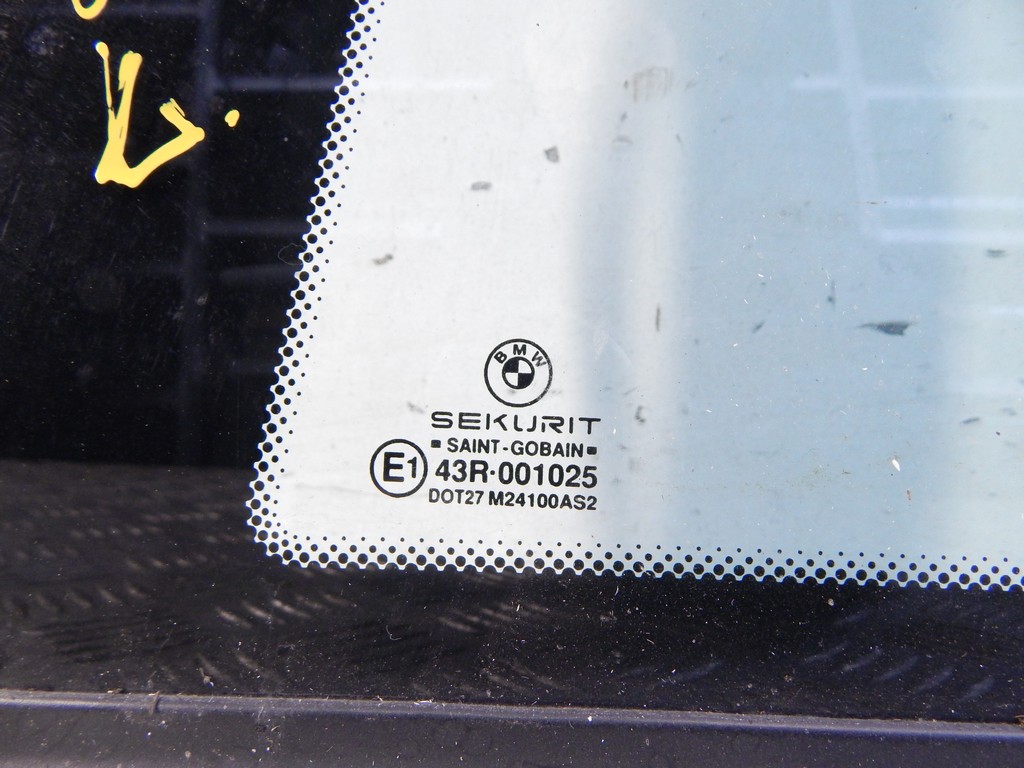 BMW
SEKURIT
▪ SAINT-GOBAIN ▪
E1 43R·001025
DOT27 M24100AS2